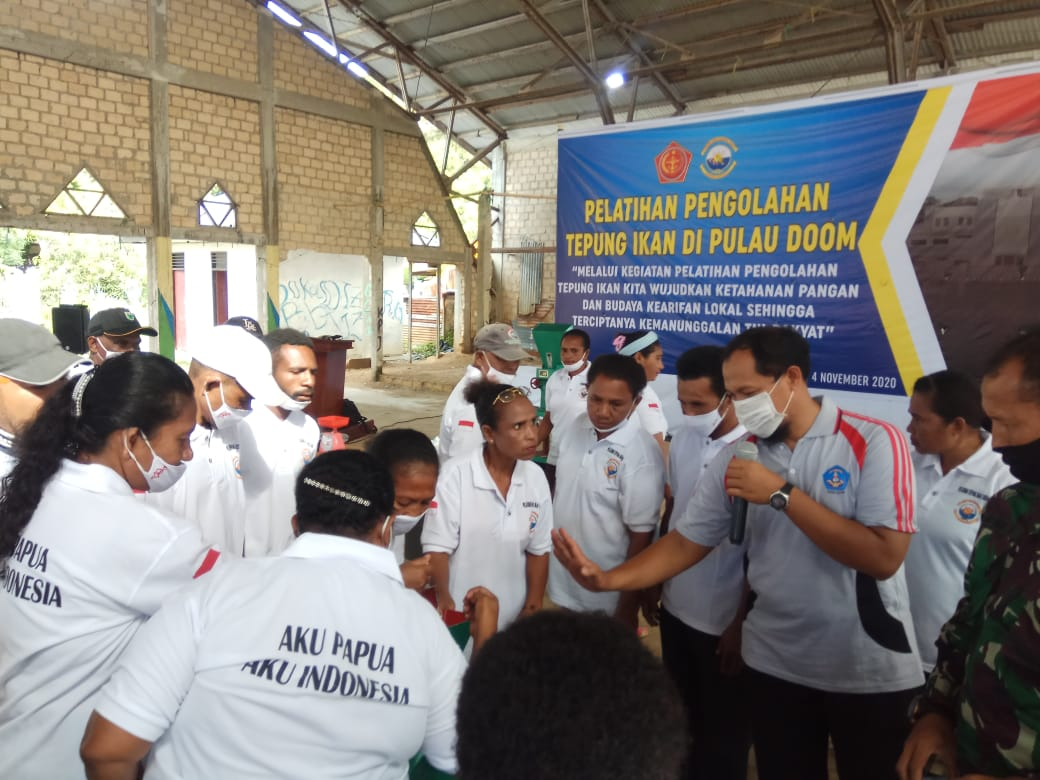 PELATIHAN PENGOLAHAN
TEPUNG IKAN DI PULAU DOOM
"MELALUI KEGIATAN PELATIHAN PENGOLAHAN
TEPUNG IKAN KITA WUJUDKAN KETAHANAN PANGAN
DAN BUDAYA KEARIFAN LOKAL SEHINGGA
TERCIPTANYA KEMANUNGGALAN TNI RAKYAT"
4 NOVEMBER 2020
PAPUA
INDONESIA
AKU PAPUA
AKU INDONESIA